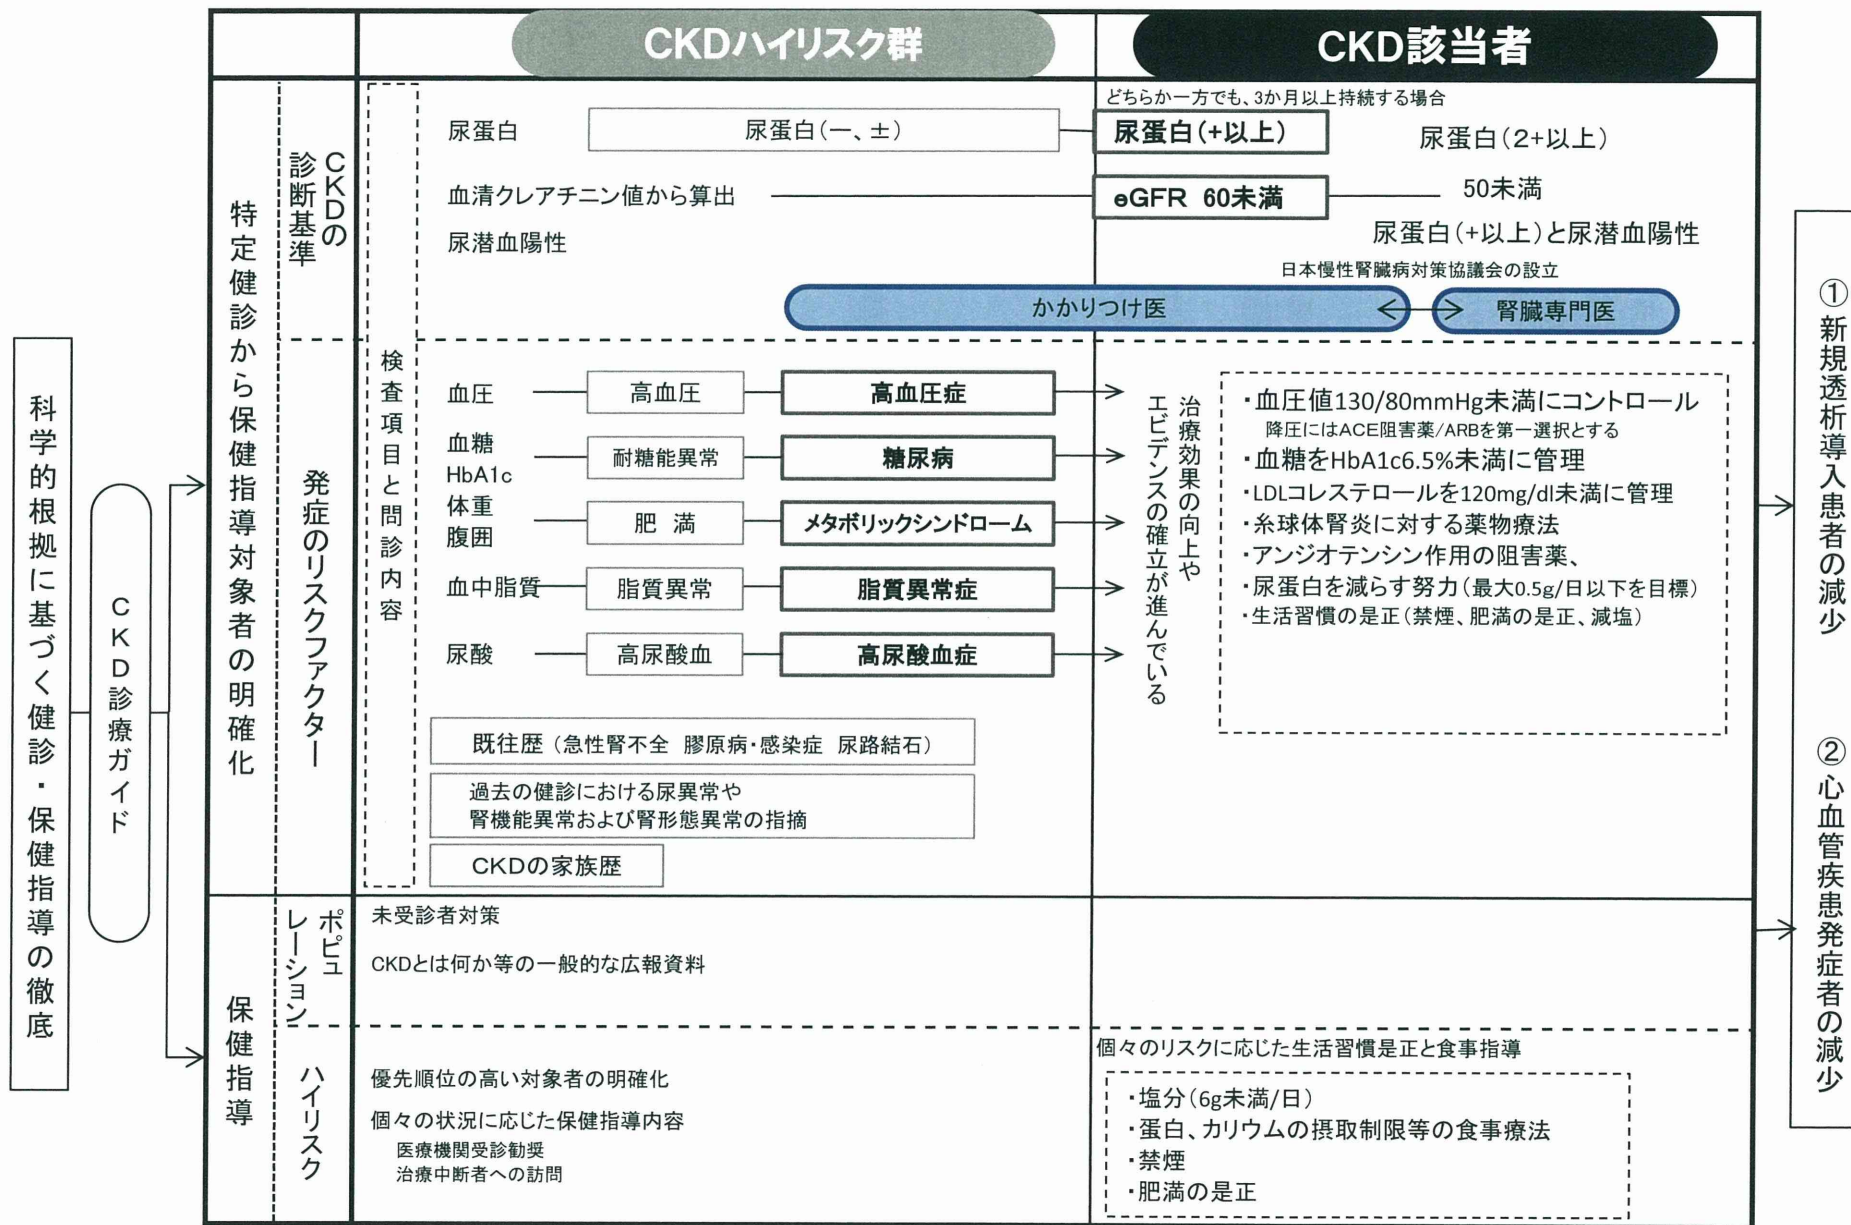 科学的根拠に基づく健診・保健指導の徹底
CKD診療ガイド
CKDハイリスク群
CKD該当者
特定健診から保健指導対象者の明確化
CKDの
診断基準
検査項目と問診内容
どちらか一方でも、3か月以上持続する場合
尿蛋白
尿蛋白(ー、±)
尿蛋白(+以上)
尿蛋白(2+以上)
血清クレアチニン値から算出
eGFR 60未満
50未満
尿潜血陽性
尿蛋白(+以上)と尿潜血陽性
日本慢性腎臓病対策協議会の設立
かかりつけ医
腎臓専門医
発症のリスクファクター
血圧
高血圧
高血圧症
血糖
HbA1c
耐糖能異常
糖尿病
体重
腹囲
肥 満
メタボリックシンドローム
血中脂質
脂質異常
脂質異常症
尿酸
高尿酸血
高尿酸血症
治療効果の向上や
エビデンスの確立が進んでいる
・血圧値130/80mmHg未満にコントロール
降圧にはACE阻害薬/ARBを第一選択とする
・血糖をHbA1c6.5%未満に管理
・LDLコレステロールを120mg/dl未満に管理
・糸球体腎炎に対する薬物療法
・アンジオテンシン作用の阻害薬、
・尿蛋白を減らす努力(最大0.5g/日以下を目標)
・生活習慣の是正(禁煙、肥満の是正、減塩)
既往歴(急性腎不全 膠原病・感染症 尿路結石)
過去の健診における尿異常や
腎機能異常および腎形態異常の指摘
CKDの家族歴
保健指導
ポピュ
レーション
未受診者対策
CKDとは何か等の一般的な広報資料
ハイリスク
優先順位の高い対象者の明確化
個々の状況に応じた保健指導内容
医療機関受診勧奨
治療中断者への訪問
個々のリスクに応じた生活習慣是正と食事指導
・塩分(6g未満/日)
・蛋白、カリウムの摂取制限等の食事療法
・禁煙
・肥満の是正
①新規透析導入患者の減少
②心血管疾患発症者の減少